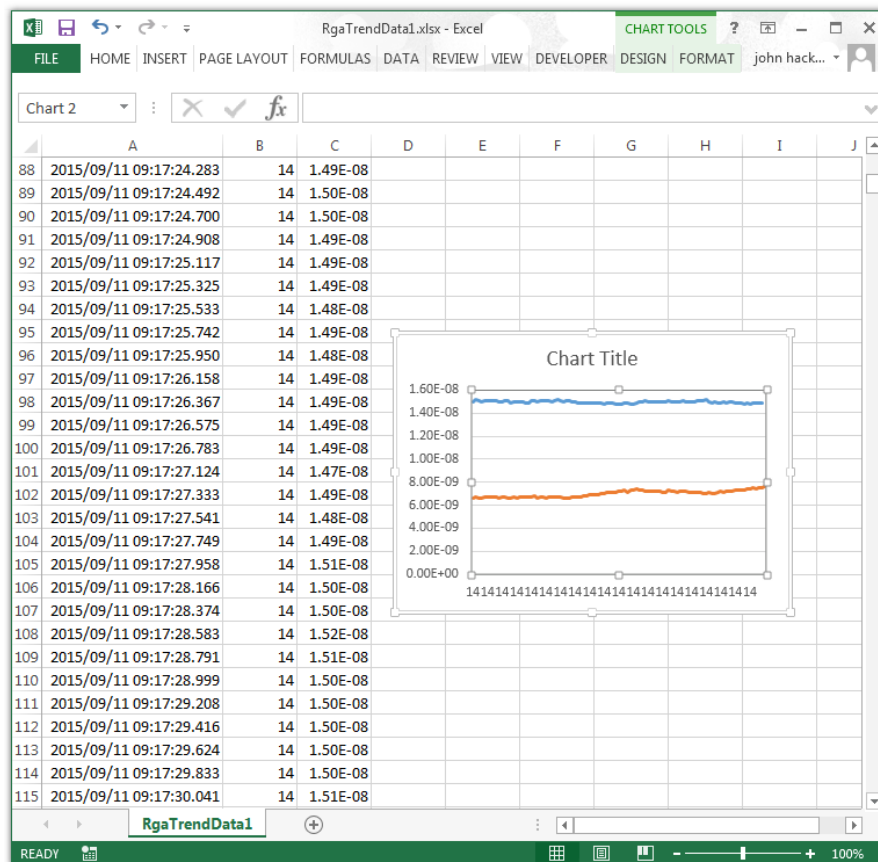 RgaTrendData1.xlsx - Excel CHART TOOLS ?
FILE HOME INSERT PAGE LAYOUT FORMULAS DATA REVIEW VIEW DEVELOPER DESIGN FORMAT john hack...
Chart 2 fx
A B C D E F G H I J
88 2015/09/11 09:17:24.283 14 1.49E-08
89 2015/09/11 09:17:24.492 14 1.50E-08
90 2015/09/11 09:17:24.700 14 1.50E-08
91 2015/09/11 09:17:24.908 14 1.49E-08
92 2015/09/11 09:17:25.117 14 1.49E-08
93 2015/09/11 09:17:25.325 14 1.49E-08
94 2015/09/11 09:17:25.533 14 1.48E-08
95 2015/09/11 09:17:25.742 14 1.49E-08
96 2015/09/11 09:17:25.950 14 1.48E-08
97 2015/09/11 09:17:26.158 14 1.49E-08
98 2015/09/11 09:17:26.367 14 1.49E-08
99 2015/09/11 09:17:26.575 14 1.49E-08
100 2015/09/11 09:17:26.783 14 1.49E-08
101 2015/09/11 09:17:27.124 14 1.47E-08
102 2015/09/11 09:17:27.333 14 1.49E-08
103 2015/09/11 09:17:27.541 14 1.48E-08
104 2015/09/11 09:17:27.749 14 1.49E-08
105 2015/09/11 09:17:27.958 14 1.51E-08
106 2015/09/11 09:17:28.166 14 1.50E-08
107 2015/09/11 09:17:28.374 14 1.50E-08
108 2015/09/11 09:17:28.583 14 1.52E-08
109 2015/09/11 09:17:28.791 14 1.51E-08
110 2015/09/11 09:17:28.999 14 1.50E-08
111 2015/09/11 09:17:29.208 14 1.50E-08
112 2015/09/11 09:17:29.416 14 1.50E-08
113 2015/09/11 09:17:29.624 14 1.50E-08
114 2015/09/11 09:17:29.833 14 1.50E-08
115 2015/09/11 09:17:30.041 14 1.51E-08
Chart Title
1.60E-08
1.40E-08
1.20E-08
1.00E-08
8.00E-09
6.00E-09
4.00E-09
2.00E-09
0.00E+00
1414141414141414141414141414141414141414
RgaTrendData1
READY 100%